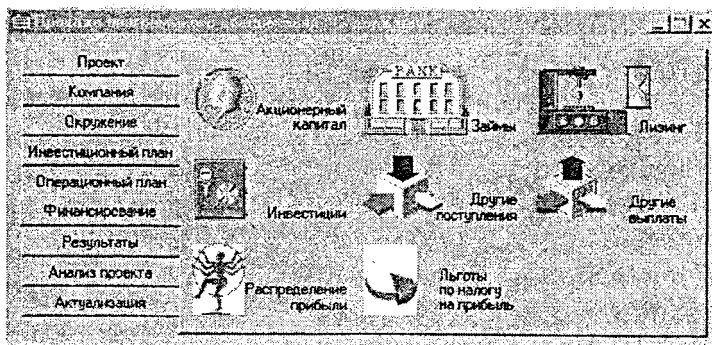 Проект
Компания
Окружение
Инвестиционный план
Операционный план
Финансирование
Результаты
Анализ проекта
Актуализация
Акционерный
капитал
BANK
Займы
Лизинг
Инвестиции
Другие
поступления
Другие
выплаты
Распределение
прибыли
Льготы
по налогу
на прибыль